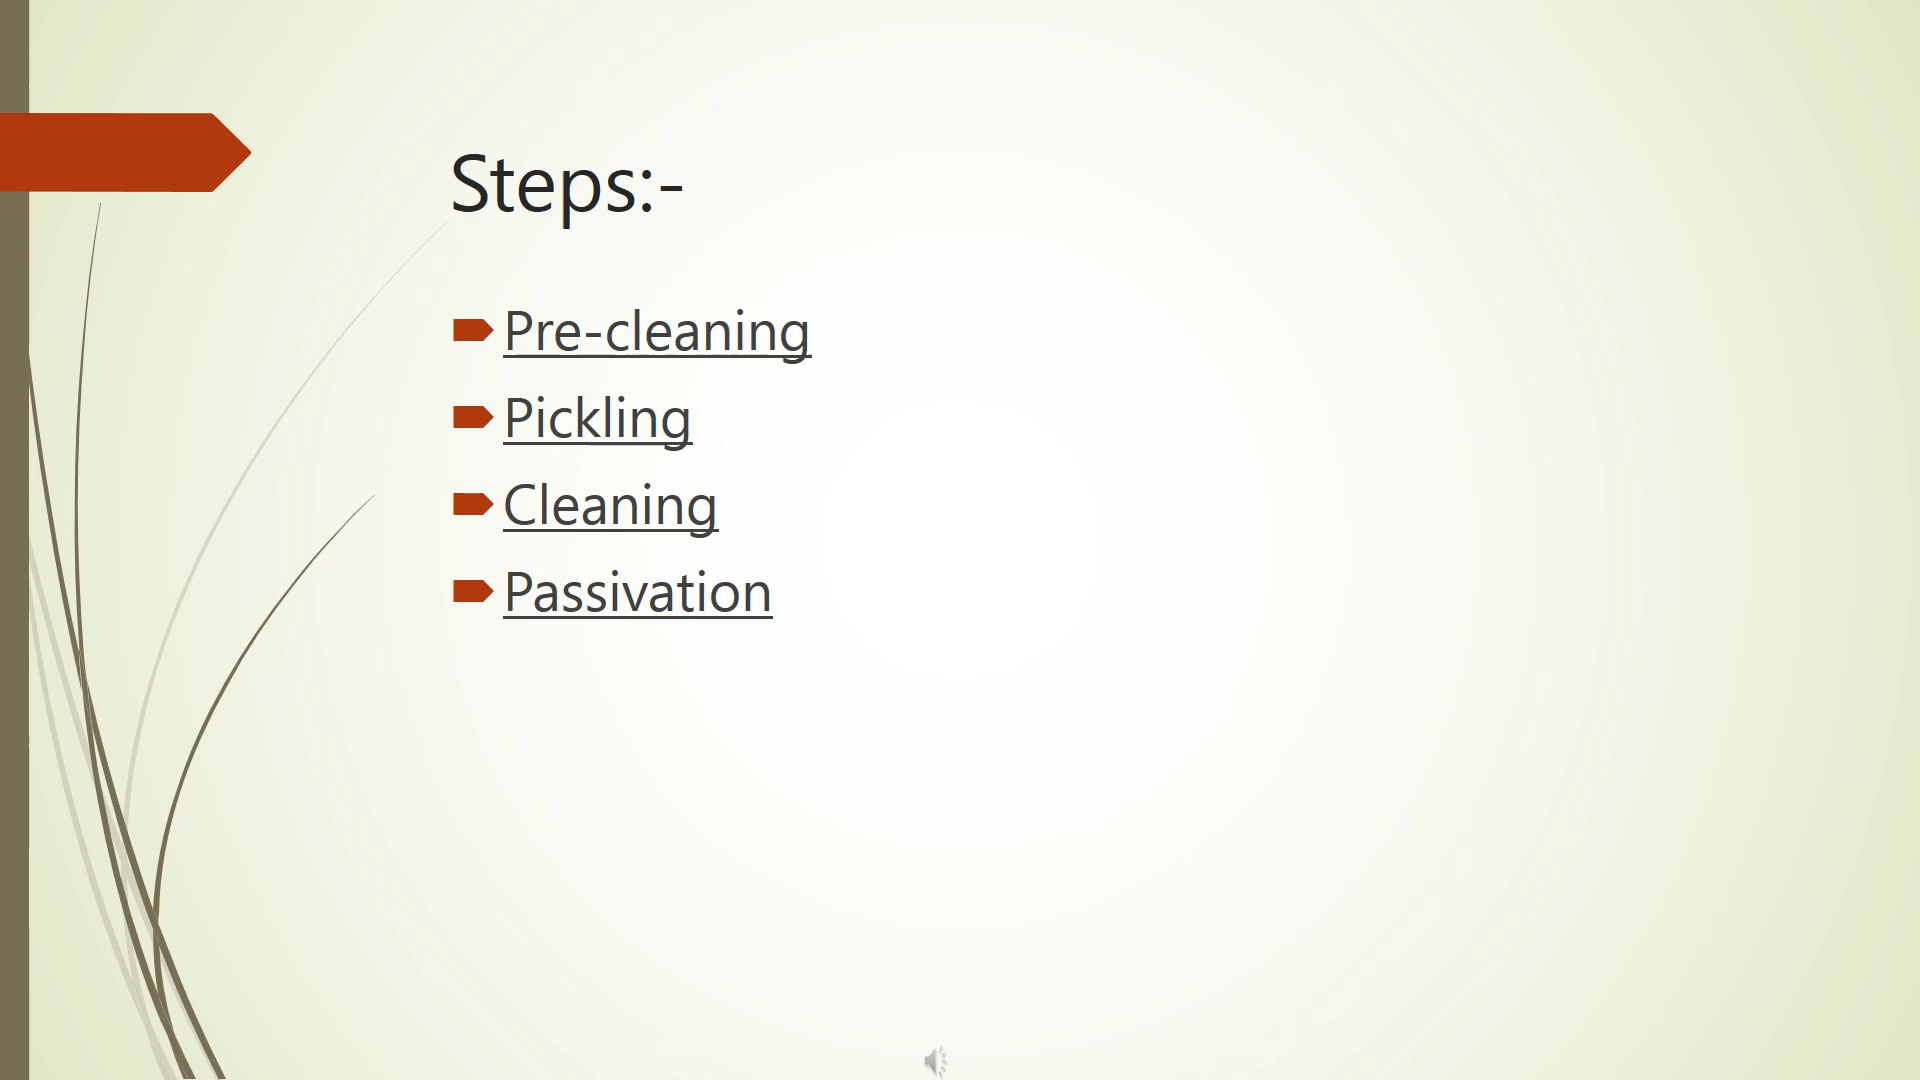 Steps:-
Pre-cleaning
Pickling
Cleaning
Passivation